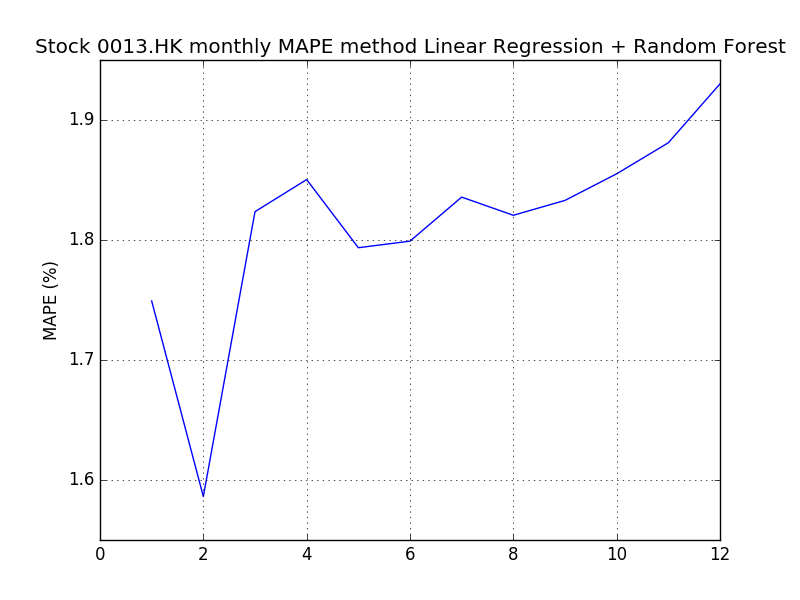 Stock 0013.HK monthly MAPE method Linear Regression + Random Forest
MAPE (%)
1.9
1.8
1.7
1.6
0 2 4 6 8 10 12